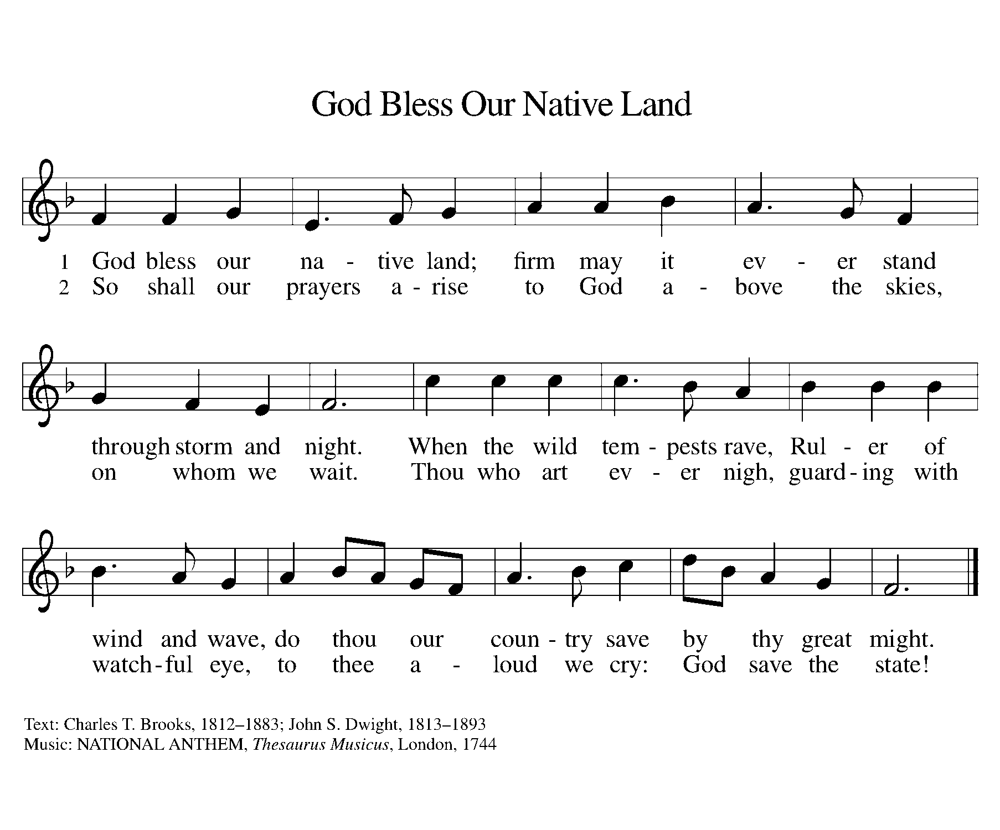 God Bless Our Native Land
1 God bless our na - tive land; firm may it ev - er stand
2 So shall our prayers a - rise to God a - bove the skies,
through storm and night. When the wild tem - pests rave, Rul - er of
on whom we wait. Thou who art ev - er nigh, guard - ing with
wind and wave, do thou our coun - try save by thy great might.
watch - ful eye, to thee a - loud we cry: God save the state!
Text: Charles T. Brooks, 1812–1883; John S. Dwight, 1813–1893
Music: NATIONAL ANTHEM, Thesaurus Musicus, London, 1744